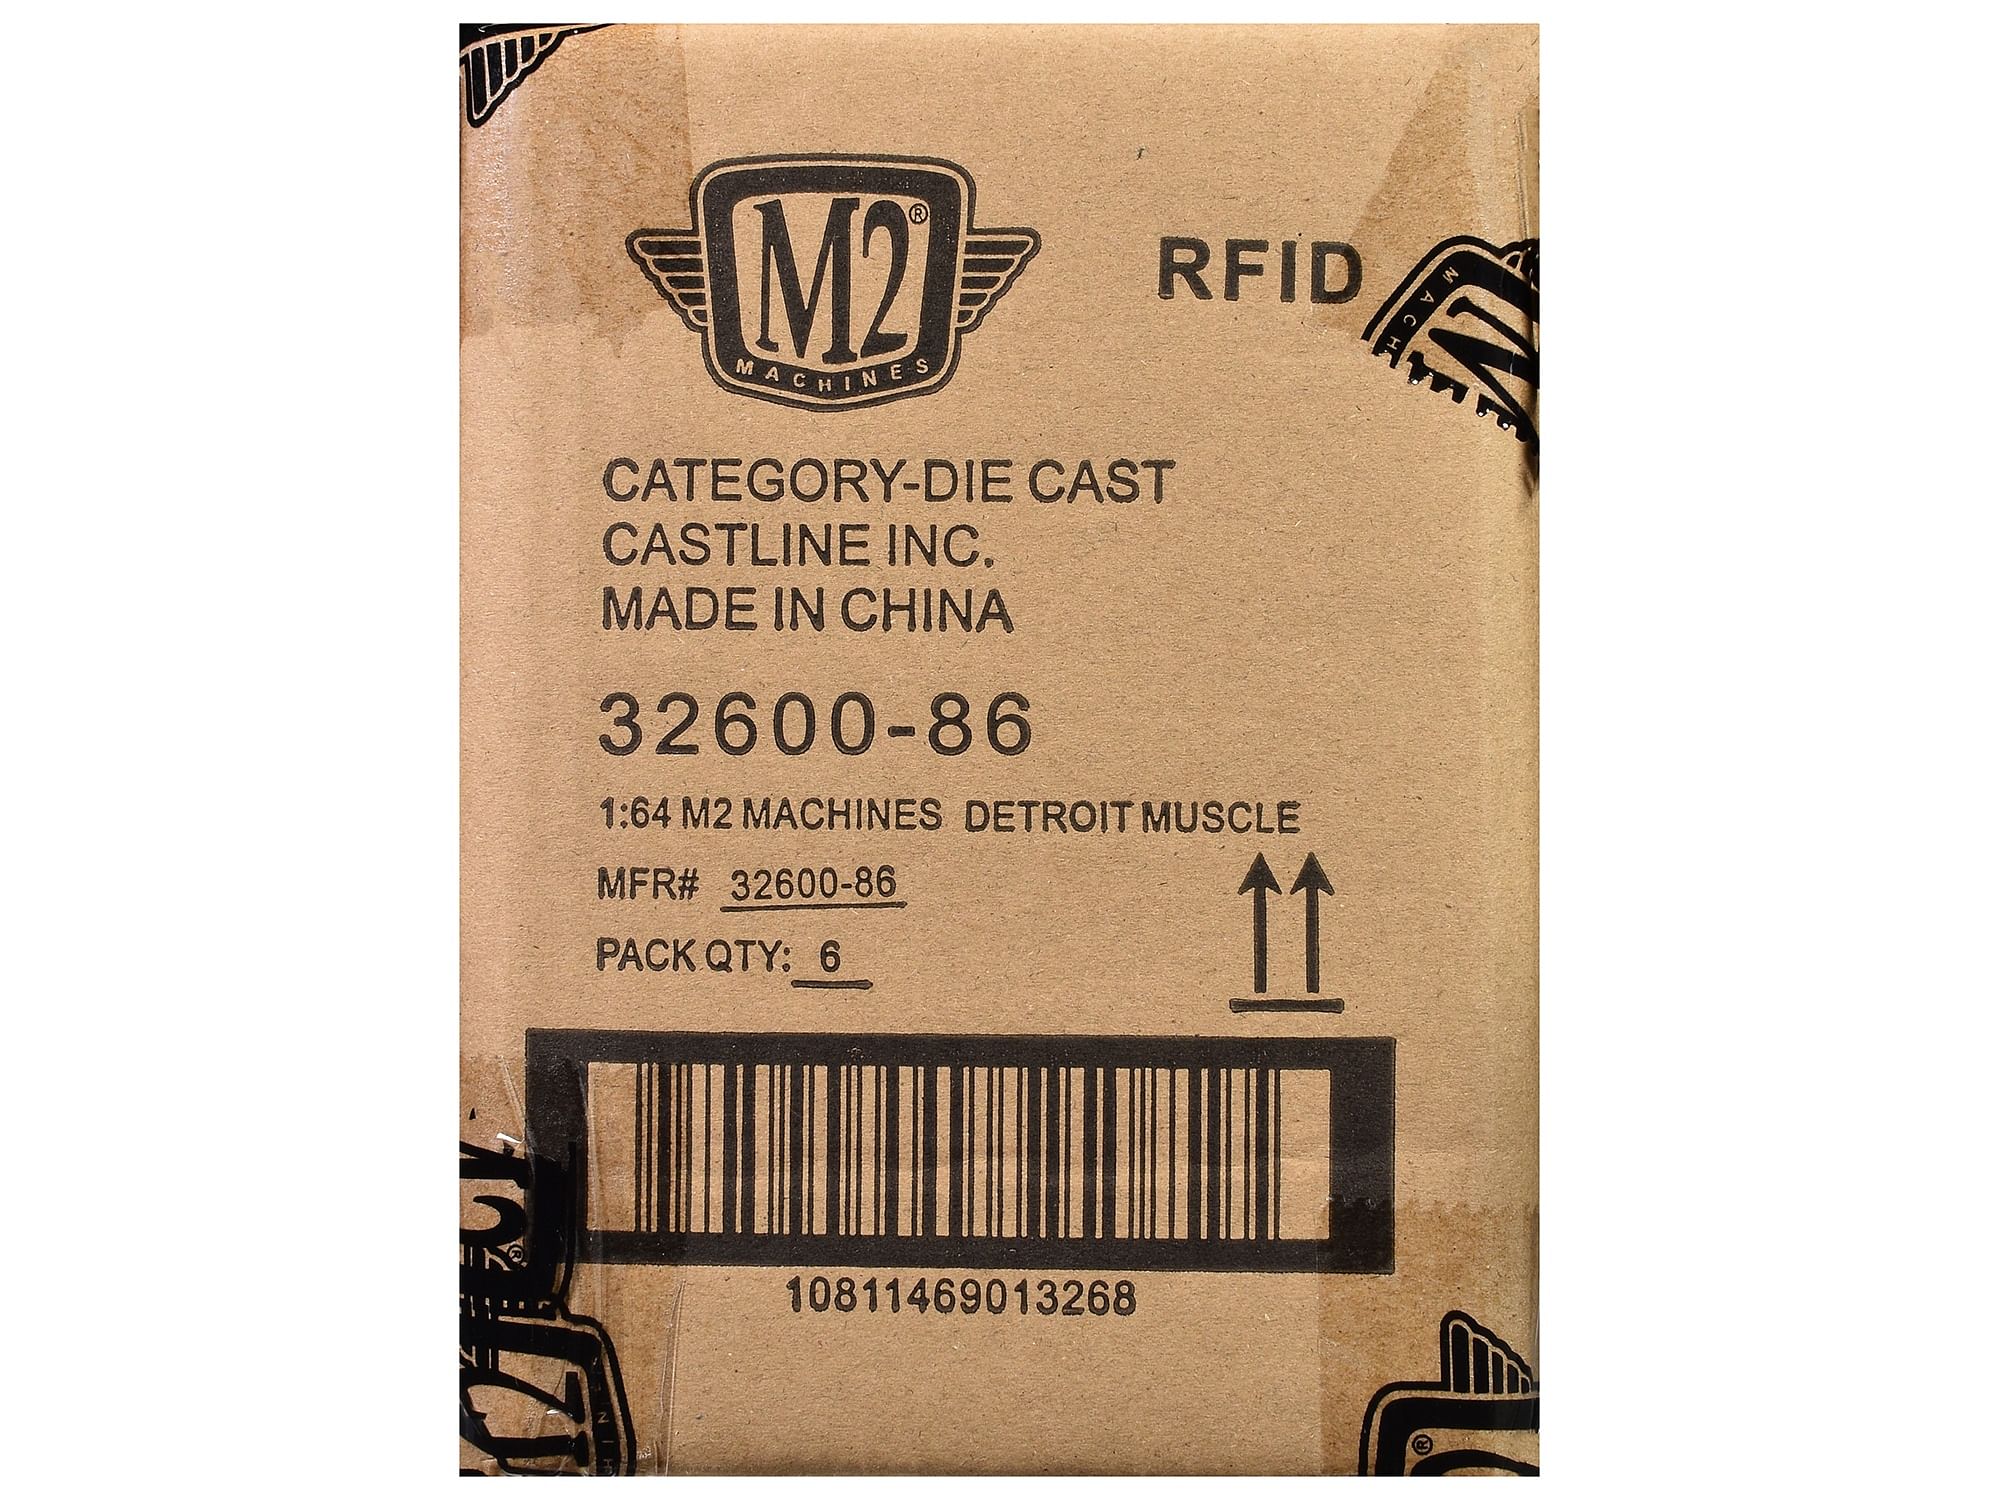 M2®
MACHINES
RFID
MACH
CATEGORY-DIE CAST
CASTLINE INC.
MADE IN CHINA
32600-86
1:64 M2 MACHINES DETROIT MUSCLE
MFR# 32600-86
PACK QTY: 6
10811469013268